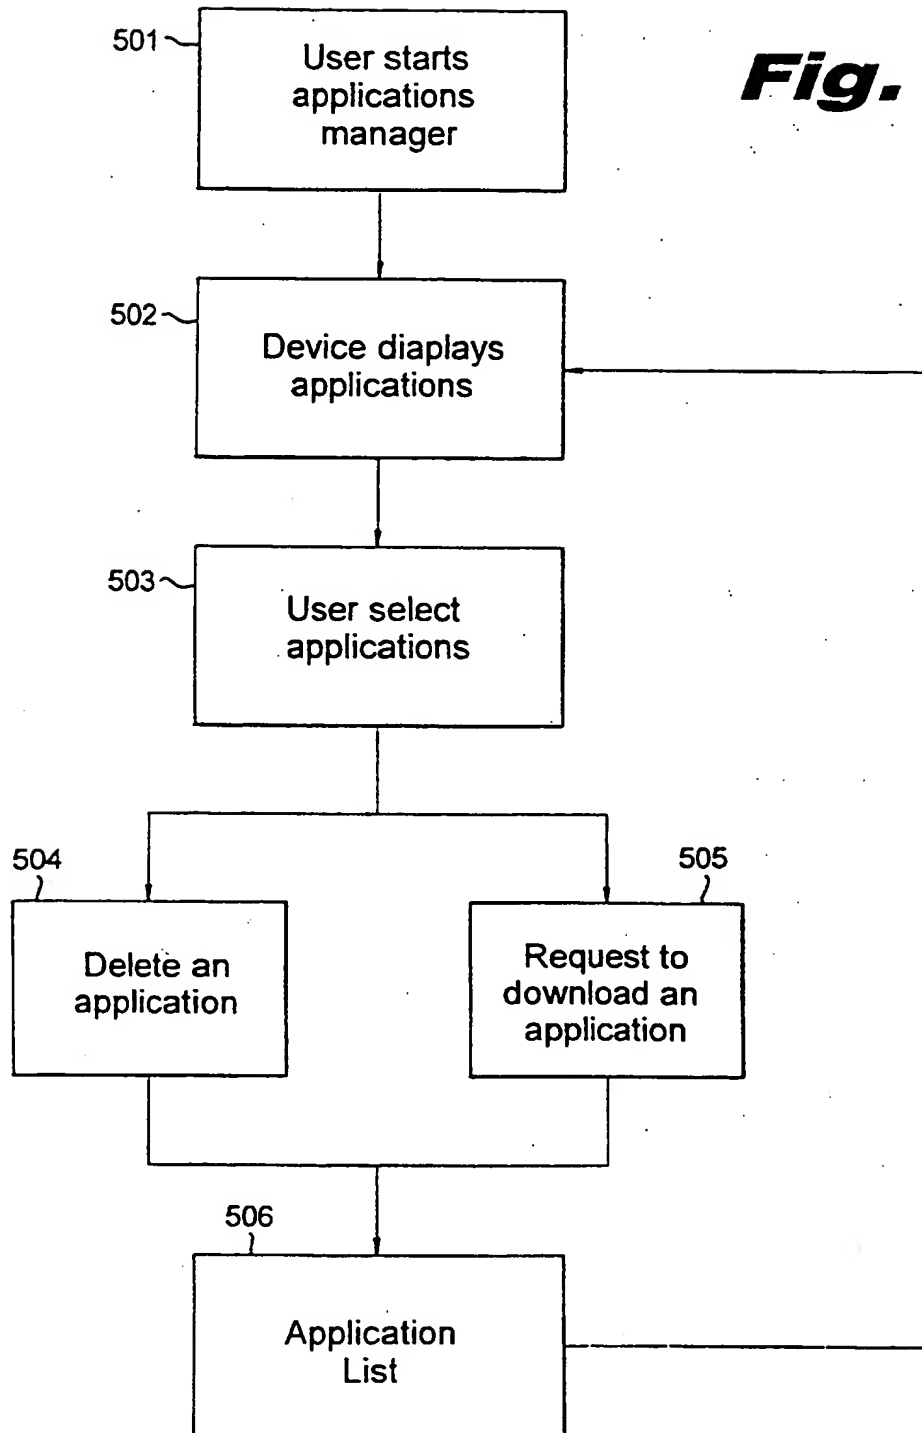 501
User starts
applications
manager
Fig.
502
Device diaplays
applications
503
User select
applications
504
Delete an
application
505
Request to
download an
application
506
Application
List